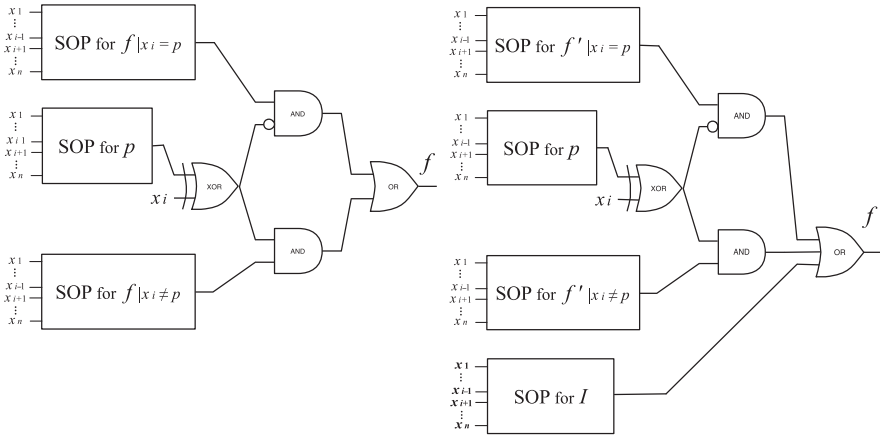 x1
⋮
xi-1
xi+1
⋮
xn
SOP for f|xi = p
x1
⋮
xi 1
xi+1
⋮
xn
SOP for p
xi
XOR
AND
AND
OR
f
x1
⋮
xi-1
xi+1
⋮
xn
SOP for f|xi ≠ p
x1
⋮
xi-1
xi+1
⋮
xn
SOP for f'|xi = p
x1
⋮
xi-1
xi+1
⋮
xn
SOP for p
xi
XOR
AND
AND
OR
f
x1
⋮
xi-1
xi+1
⋮
xn
SOP for f'|xi ≠ p
x1
⋮
xi-1
xi+1
⋮
xn
SOP for I